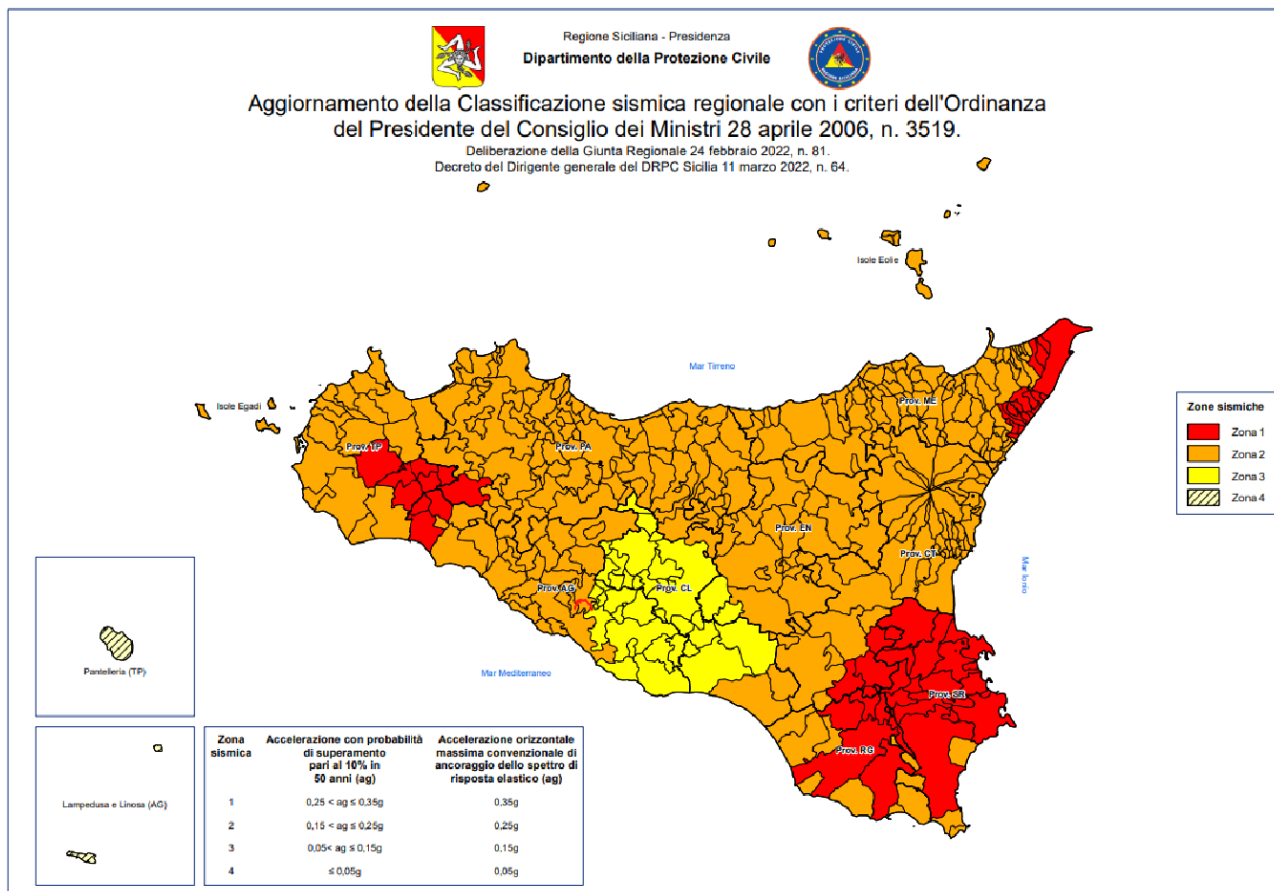 Regione Siciliana - Presidenza
Dipartimento della Protezione Civile
Aggiornamento della Classificazione sismica regionale con i criteri dell'Ordinanza
del Presidente del Consiglio dei Ministri 28 aprile 2006, n. 3519.
Deliberazione della Giunta Regionale 24 febbraio 2022, n. 81.
Decreto del Dirigente generale del DRPC Sicilia 11 marzo 2022, n. 64.
Isole Eolie
Mar Tirreno
Isole Egadi
Prov. ME
Prov. TP
Prov. PA
Prov. EN
Prov. CT
Prov. AG
Prov. CL
Mar Ionio
Mar Mediterraneo
Prov. SR
Prov. RG
Zone sismiche
Zona 1
Zona 2
Zona 3
Zona 4
Pantelleria (TP)
Lampedusa e Linosa (AG)
Zona sismica
Accelerazione con probabilità di superamento pari al 10% in 50 anni (ag)
Accelerazione orizzontale massima convenzionale di ancoraggio dello spettro di risposta elastico (ag)
1 0,25 < ag ≤ 0,35g 0,35g
2 0,15 < ag ≤ 0,25g 0,25g
3 0,05< ag ≤ 0,15g 0,15g
4 ≤ 0,05g 0,05g